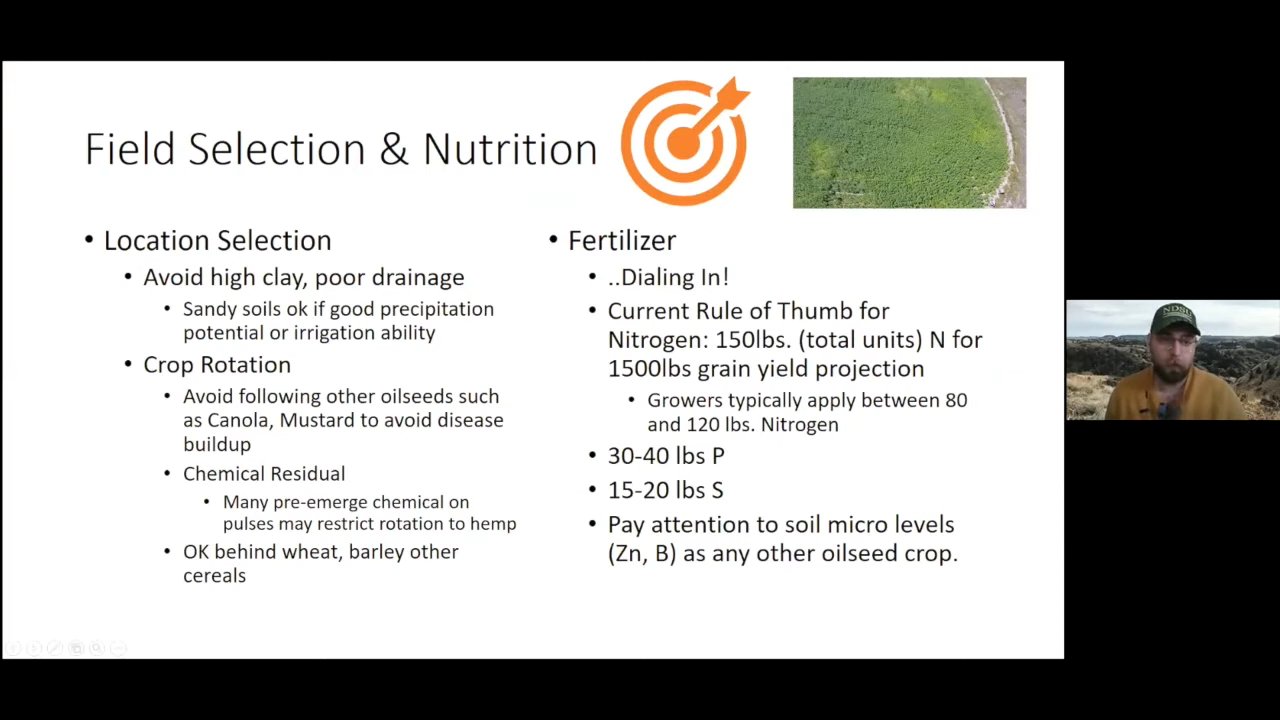 Field Selection & Nutrition
• Location Selection
• Avoid high clay, poor drainage
• Sandy soils ok if good precipitation
potential or irrigation ability
• Crop Rotation
• Avoid following other oilseeds such
as Canola, Mustard to avoid disease
buildup
• Chemical Residual
• Many pre-emerge chemical on
pulses may restrict rotation to hemp
• OK behind wheat, barley other
cereals
• Fertilizer
• ..Dialing In!
• Current Rule of Thumb for
Nitrogen: 150lbs. (total units) N for
1500lbs grain yield projection
• Growers typically apply between 80
and 120 lbs. Nitrogen
• 30-40 lbs P
• 15-20 lbs S
• Pay attention to soil micro levels
(Zn, B) as any other oilseed crop.
NDSU